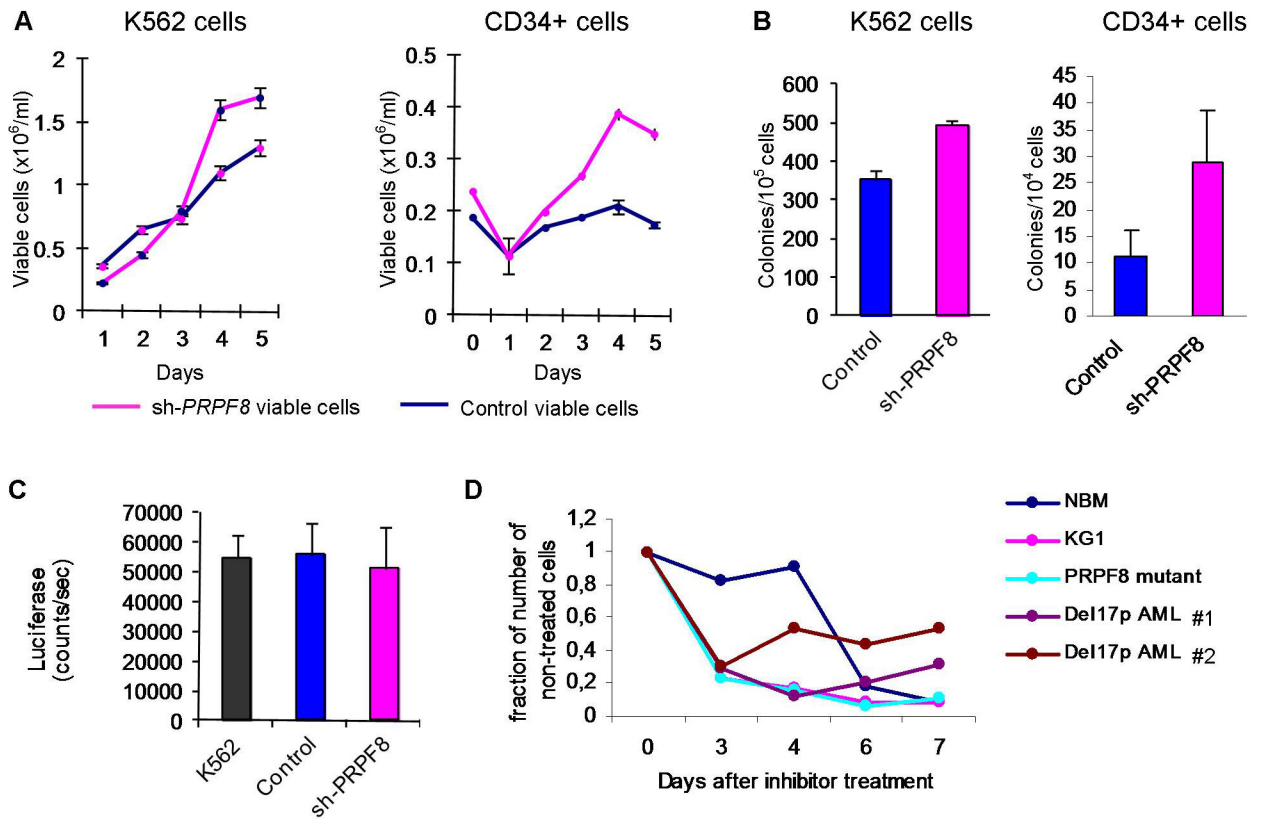 A
K562 cells
CD34+ cells
Viable cells (x10⁶/ml)
2
1.5
1
0.5
0
1 2 3 4 5
Days
Viable cells (x10⁶/ml)
0.5
0.4
0.3
0.2
0.1
0
0 1 2 3 4 5
Days
sh-PRPF8 viable cells
Control viable cells
B
K562 cells
CD34+ cells
Colonies/10⁵ cells
600
500
400
300
200
100
0
Control
sh-PRPF8
Colonies/10⁴ cells
45
40
35
30
25
20
15
10
5
0
Control
sh-PRPF8
C
Luciferase
(counts/sec)
70000
60000
50000
40000
30000
20000
10000
0
K562
Control
sh-PRPF8
D
fraction of number of
non-treated cells
1,2
1
0,8
0,6
0,4
0,2
0
0 3 4 6 7
Days after inhibitor treatment
NBM
KG1
PRPF8 mutant
Del17p AML #1
Del17p AML #2